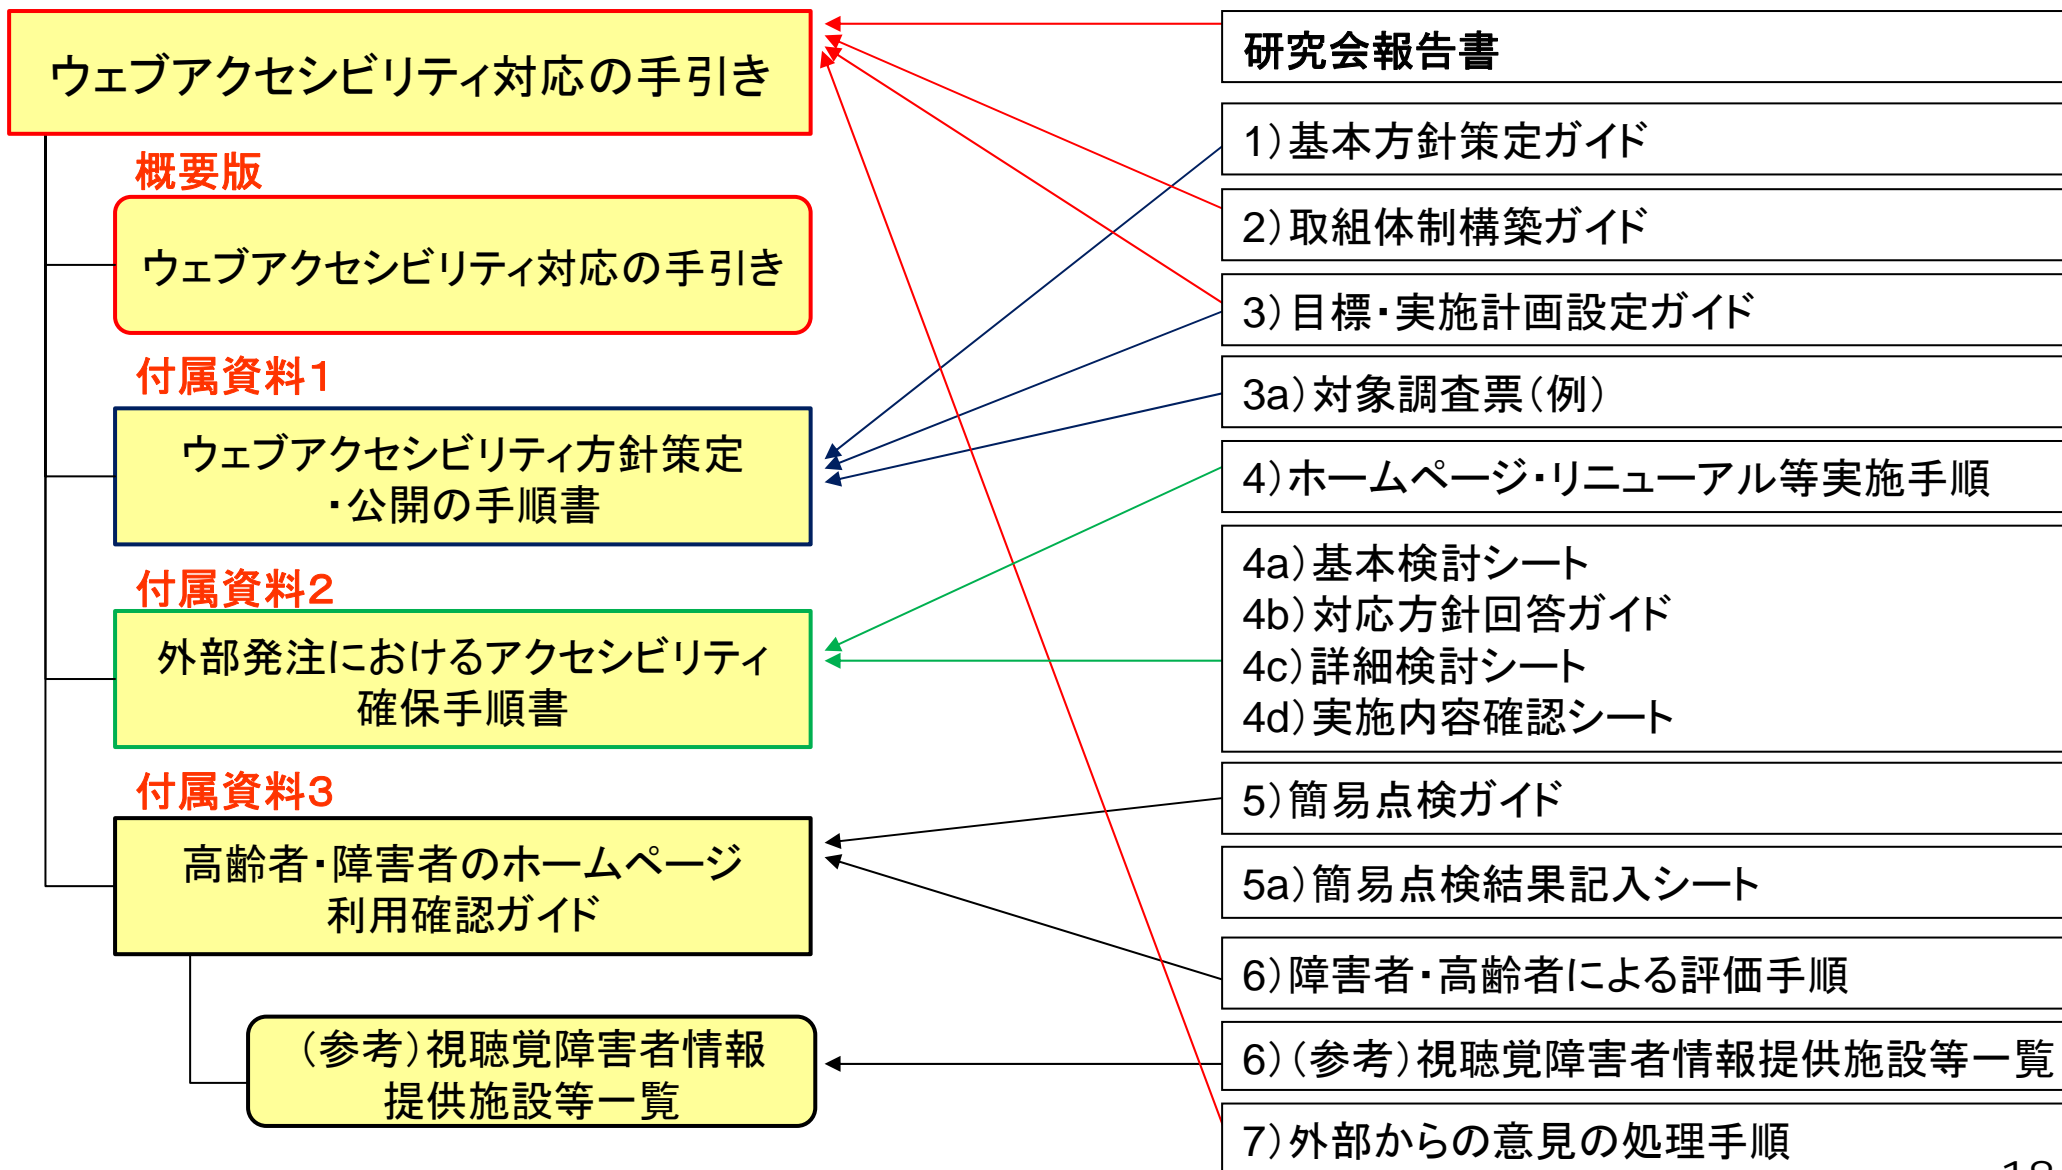 ウェブアクセシビリティ対応の手引き
概要版
ウェブアクセシビリティ対応の手引き
付属資料1
ウェブアクセシビリティ方針策定
・公開の手順書
付属資料2
外部発注におけるアクセシビリティ
確保手順書
付属資料3
高齢者・障害者のホームページ
利用確認ガイド
（参考）視聴覚障害者情報
提供施設等一覧
研究会報告書
1）基本方針策定ガイド
2）取組体制構築ガイド
3）目標・実施計画設定ガイド
3a）対象調査票（例）
4）ホームページ・リニューアル等実施手順
4a）基本検討シート
4b）対応方針回答ガイド
4c）詳細検討シート
4d）実施内容確認シート
5）簡易点検ガイド
5a）簡易点検結果記入シート
6）障害者・高齢者による評価手順
6）（参考）視聴覚障害者情報提供施設等一覧
7）外部からの意見の処理手順